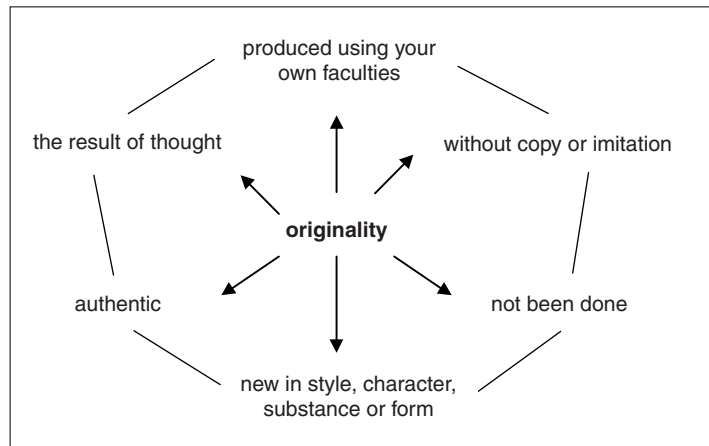 produced using your
own faculties
the result of thought
without copy or imitation
originality
authentic
not been done
new in style, character,
substance or form